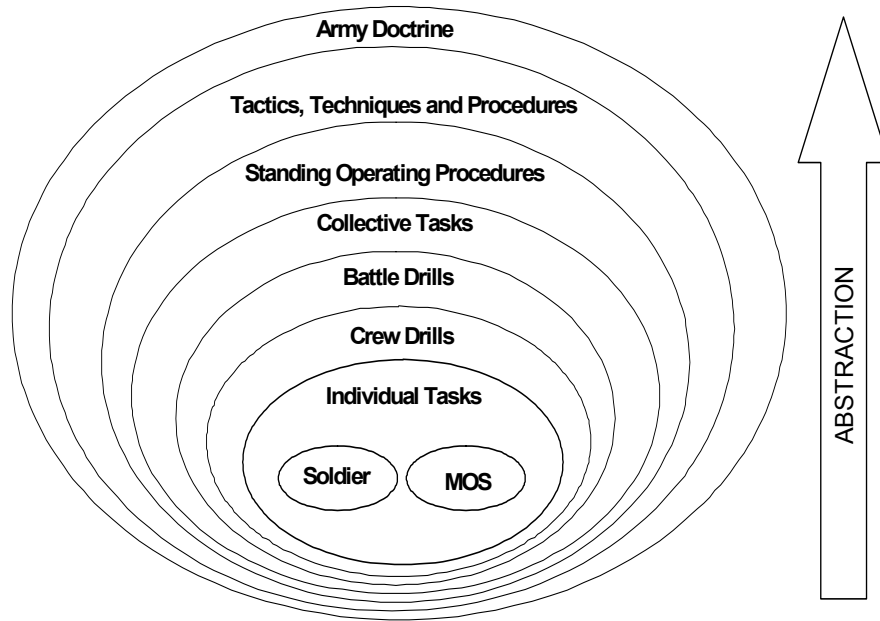 Army Doctrine
Tactics, Techniques and Procedures
Standing Operating Procedures
Collective Tasks
Battle Drills
Crew Drills
Individual Tasks
Soldier
MOS
ABSTRACTION